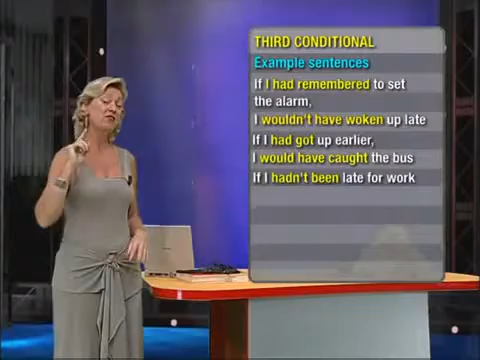 THIRD CONDITIONAL
Example sentences
If I had remembered to set
the alarm,
I wouldn't have woken up late
If I had got up earlier,
I would have caught the bus
If I hadn't been late for work